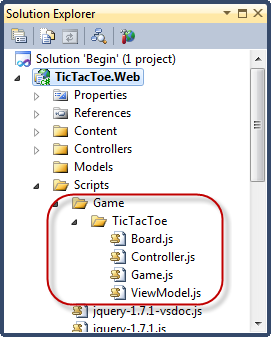 Solution Explorer
Solution 'Begin' (1 project)
TicTacToe.Web
Properties
References
Content
Controllers
Models
Scripts
Game
TicTacToe
Board.js
Controller.js
Game.js
ViewModel.js
jquery-1.7.1-vsdoc.js
jquery-1.7.1.js